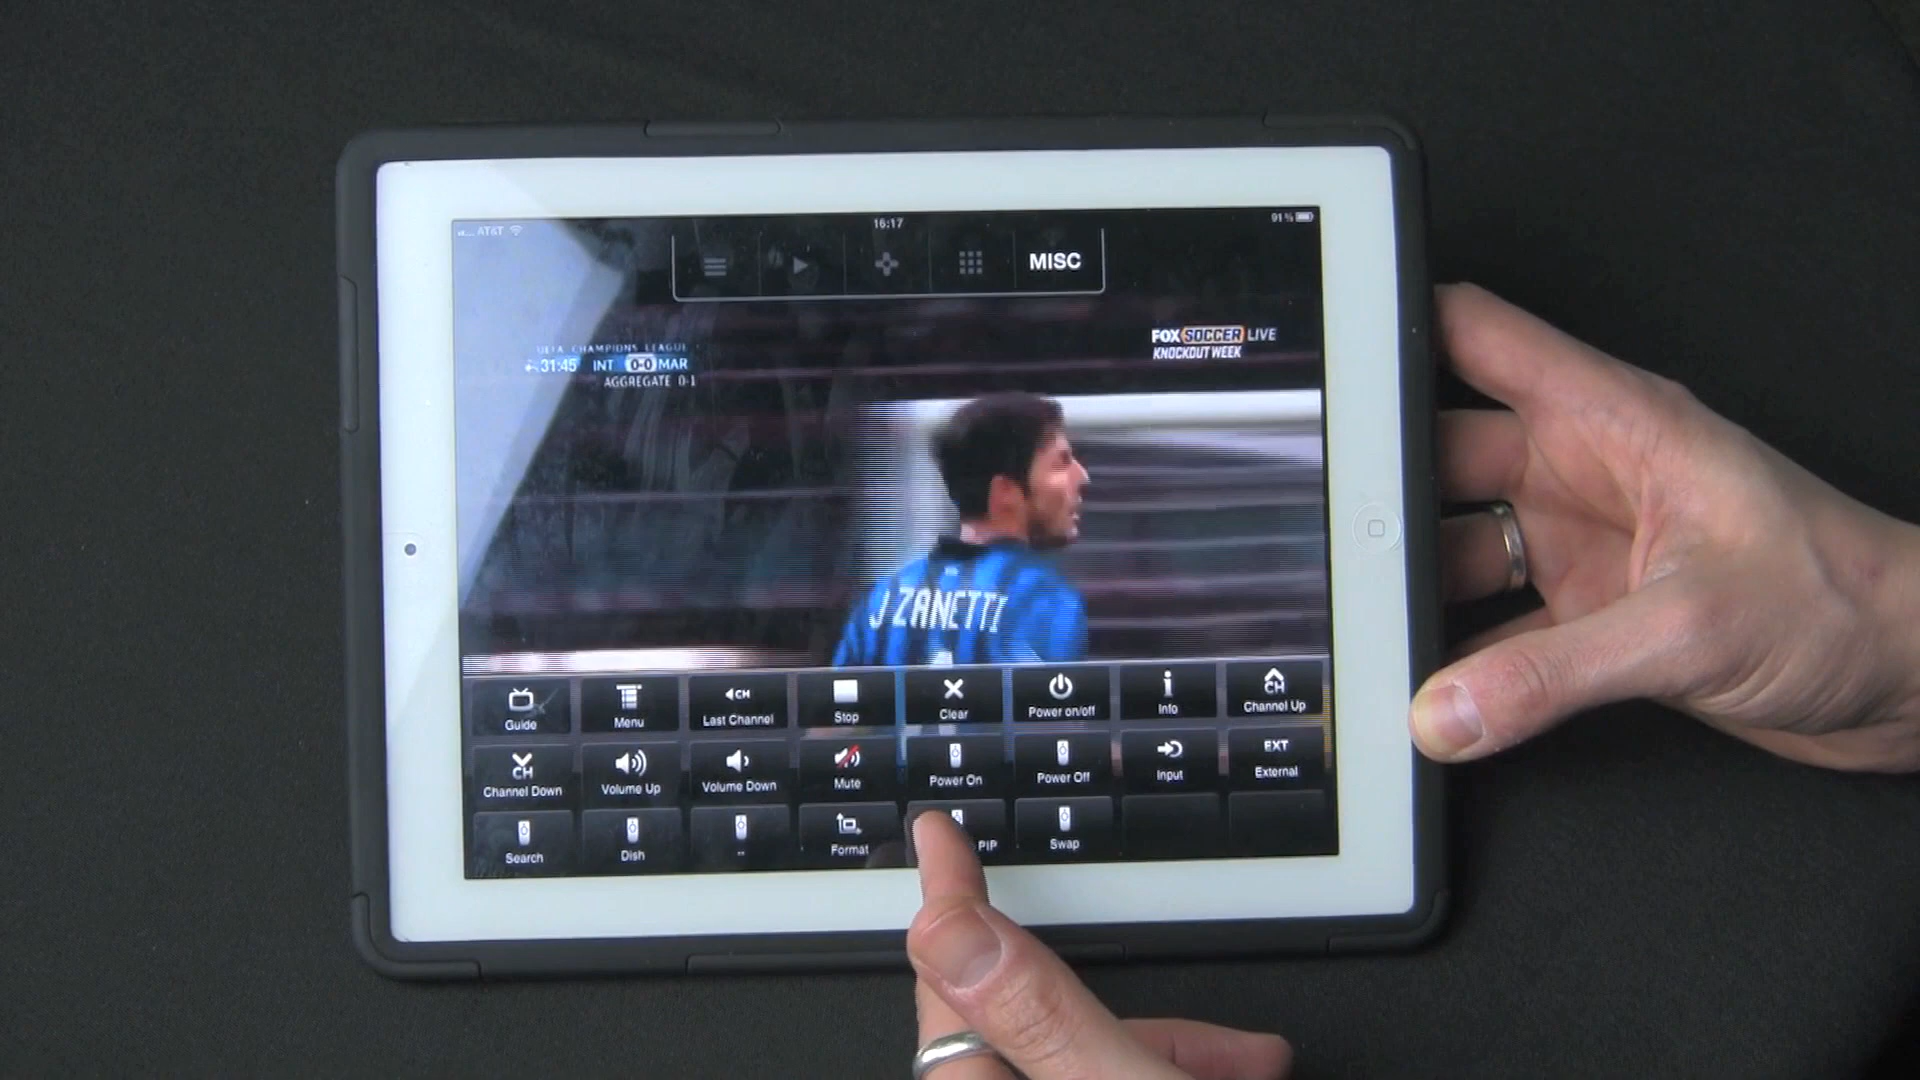 AT&T
16:17
91%
MISC
UEFA CHAMPIONS LEAGUE
31:45 INT 0-0 MAR
AGGREGATE 0-1
FOX SOCCER LIVE
KNOCKOUT WEEK
J ZANETTI
Guide
Menu
CH
Last Channel
Stop
Clear
Power on/off
Info
CH
Channel Up
CH
Channel Down
Volume Up
Volume Down
Mute
Power On
Power Off
Input
EXT
External
Search
Dish
--
Format
PIP
Swap